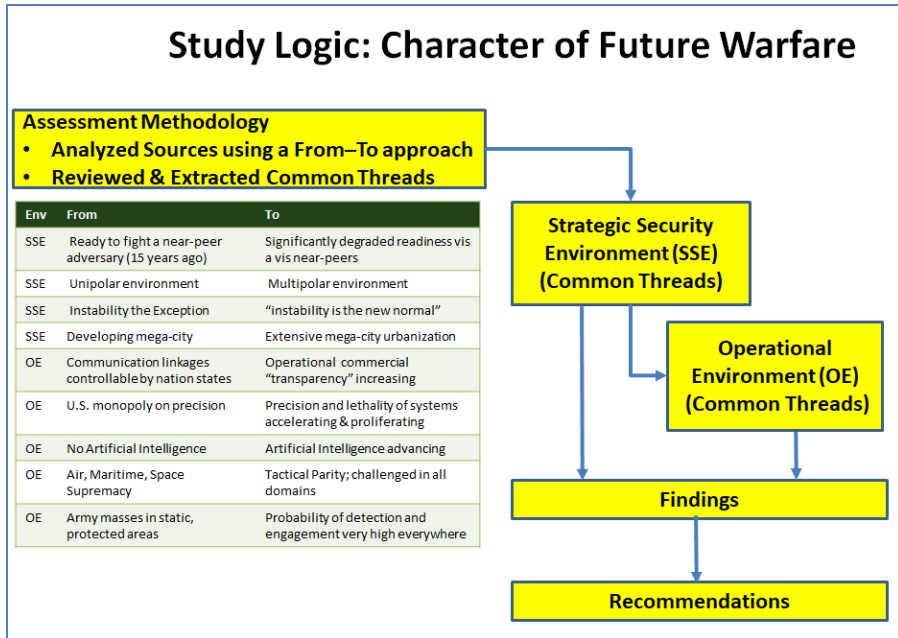 Study Logic: Character of Future Warfare
Assessment Methodology
• Analyzed Sources using a From–To approach
• Reviewed & Extracted Common Threads
Env From To
SSE Ready to fight a near-peer Significantly degraded readiness vis
adversary (15 years ago) a vis near-peers
SSE Unipolar environment Multipolar environment
SSE Instability the Exception “instability is the new normal”
SSE Developing mega-city Extensive mega-city urbanization
OE Communication linkages Operational commercial
controllable by nation states “transparency” increasing
OE U.S. monopoly on precision Precision and lethality of systems
accelerating & proliferating
OE No Artificial Intelligence Artificial Intelligence advancing
OE Air, Maritime, Space Tactical Parity; challenged in all
Supremacy domains
OE Army masses in static, Probability of detection and
protected areas engagement very high everywhere
Strategic Security
Environment (SSE)
(Common Threads)
Operational
Environment (OE)
(Common Threads)
Findings
Recommendations